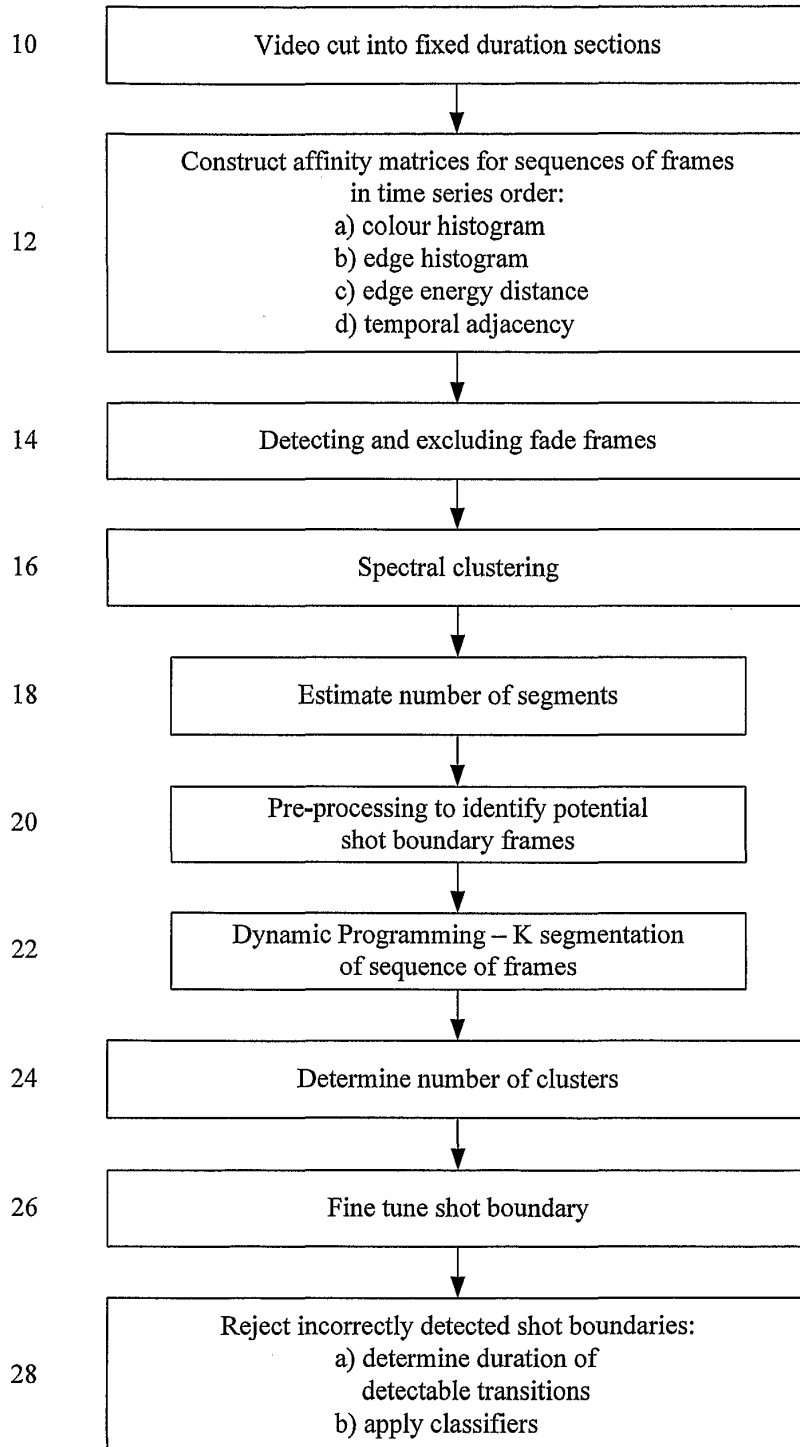 10
Video cut into fixed duration sections
12
Construct affinity matrices for sequences of frames
in time series order:
a) colour histogram
b) edge histogram
c) edge energy distance
d) temporal adjacency
14
Detecting and excluding fade frames
16
Spectral clustering
18
Estimate number of segments
20
Pre-processing to identify potential
shot boundary frames
22
Dynamic Programming – K segmentation
of sequence of frames
24
Determine number of clusters
26
Fine tune shot boundary
28
Reject incorrectly detected shot boundaries:
a) determine duration of
detectable transitions
b) apply classifiers